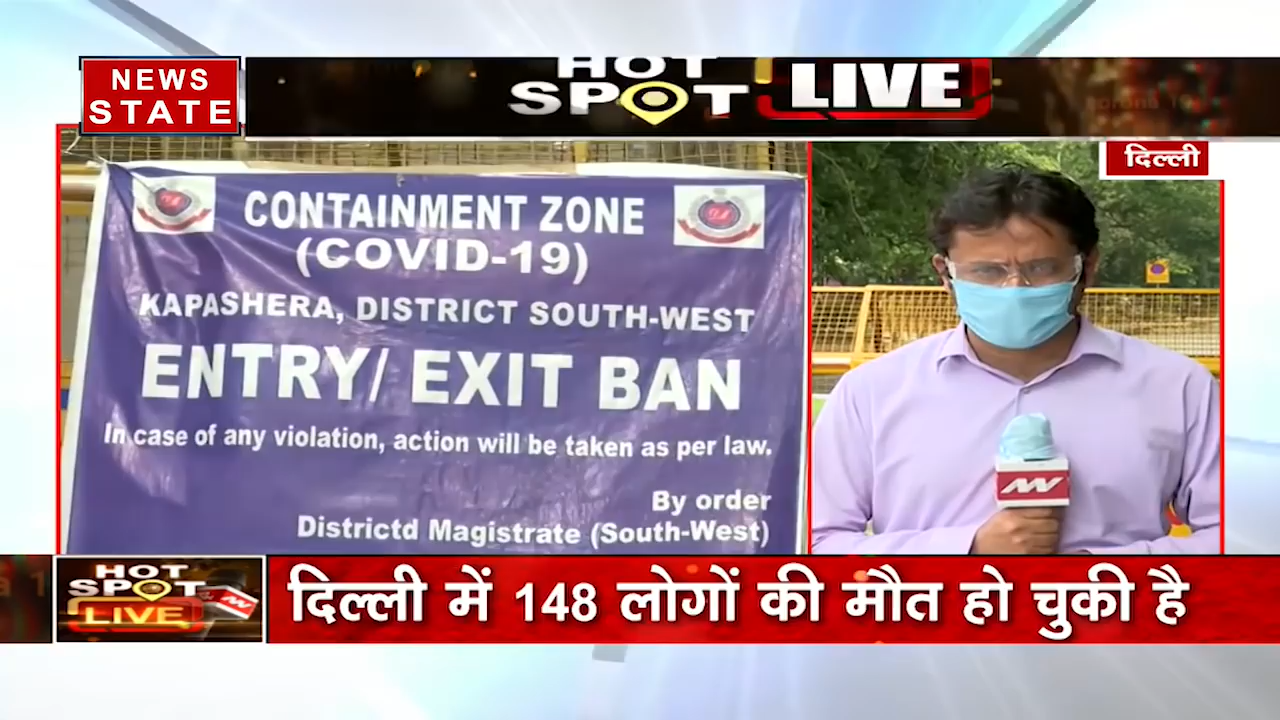 NEWS
STATE
HOT
SPOT LIVE
दिल्ली
CONTAINMENT ZONE
(COVID-19)
KAPASHERA, DISTRICT SOUTH-WEST
ENTRY/ EXIT BAN
In case of any violation, action will be taken as per law.
By order
Districtd Magistrate (South-West)
HOT
SPOT
LIVE
दिल्ली में 148 लोगों की मौत हो चुकी है